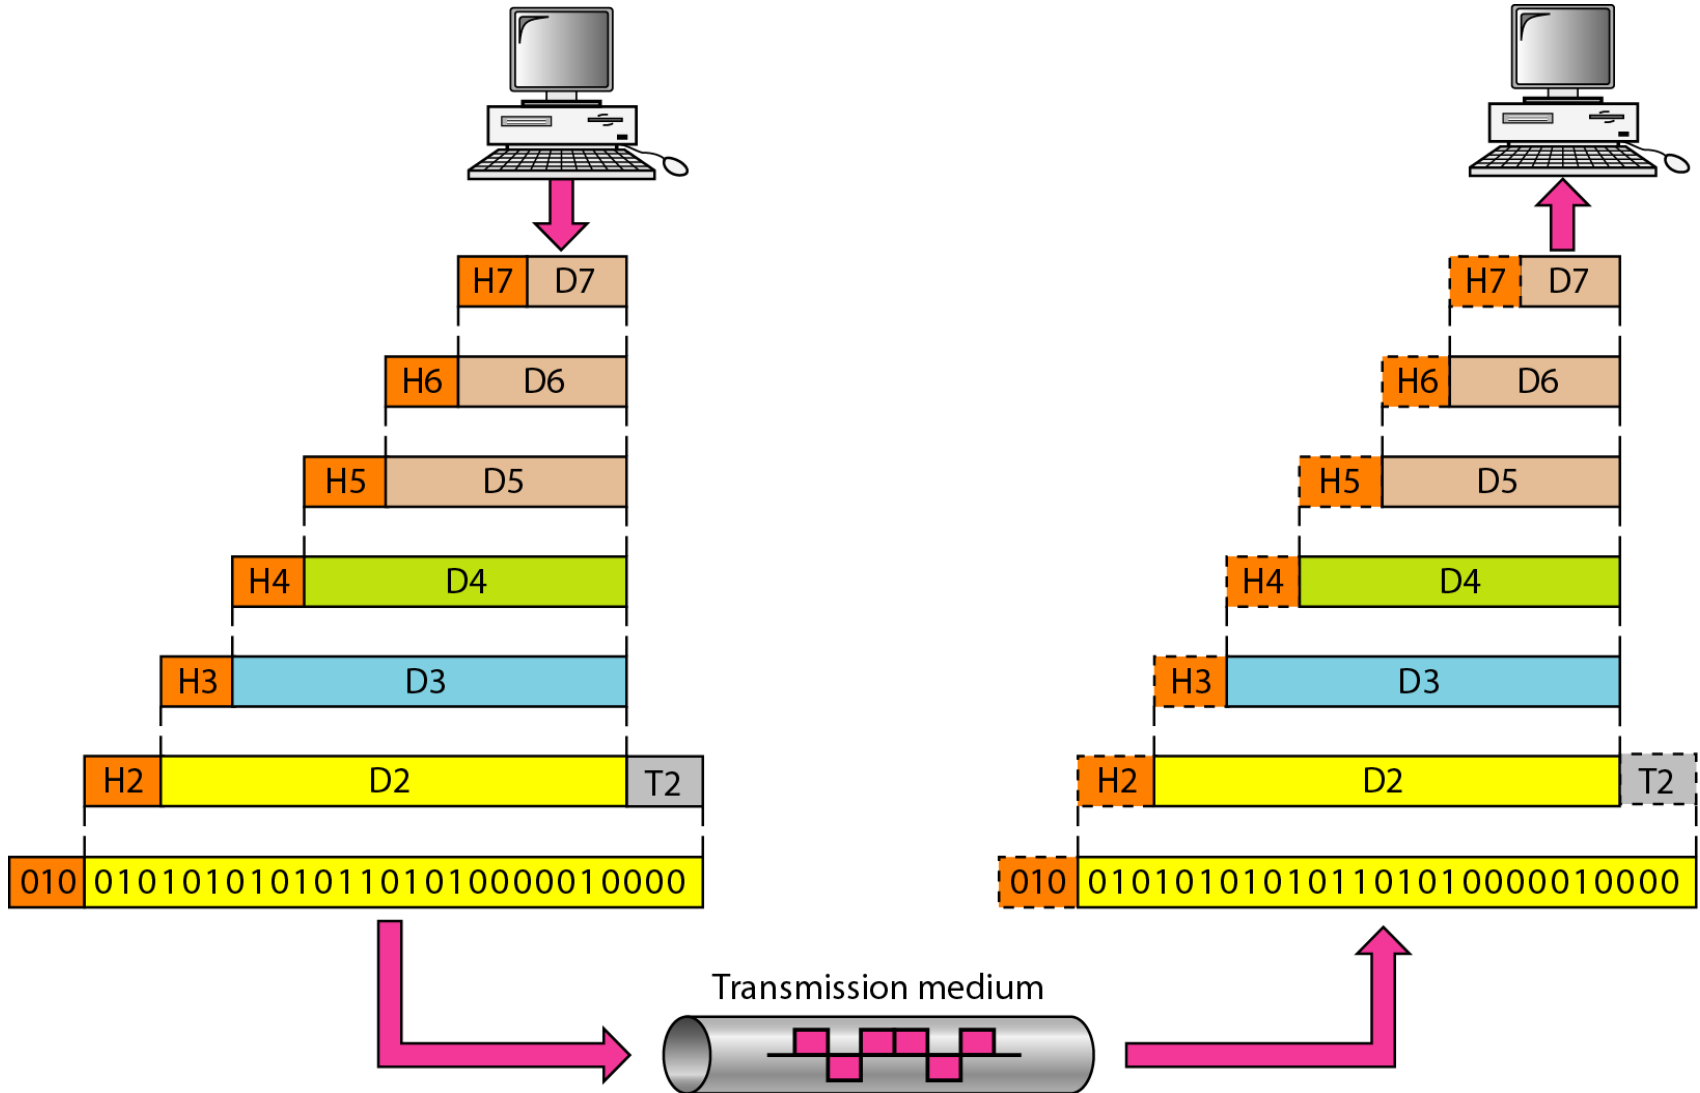 H7 D7
H6 D6
H5 D5
H4 D4
H3 D3
H2 D2 T2
010 010101010101101010000010000
H7 D7
H6 D6
H5 D5
H4 D4
H3 D3
H2 D2 T2
010 010101010101101010000010000
Transmission medium